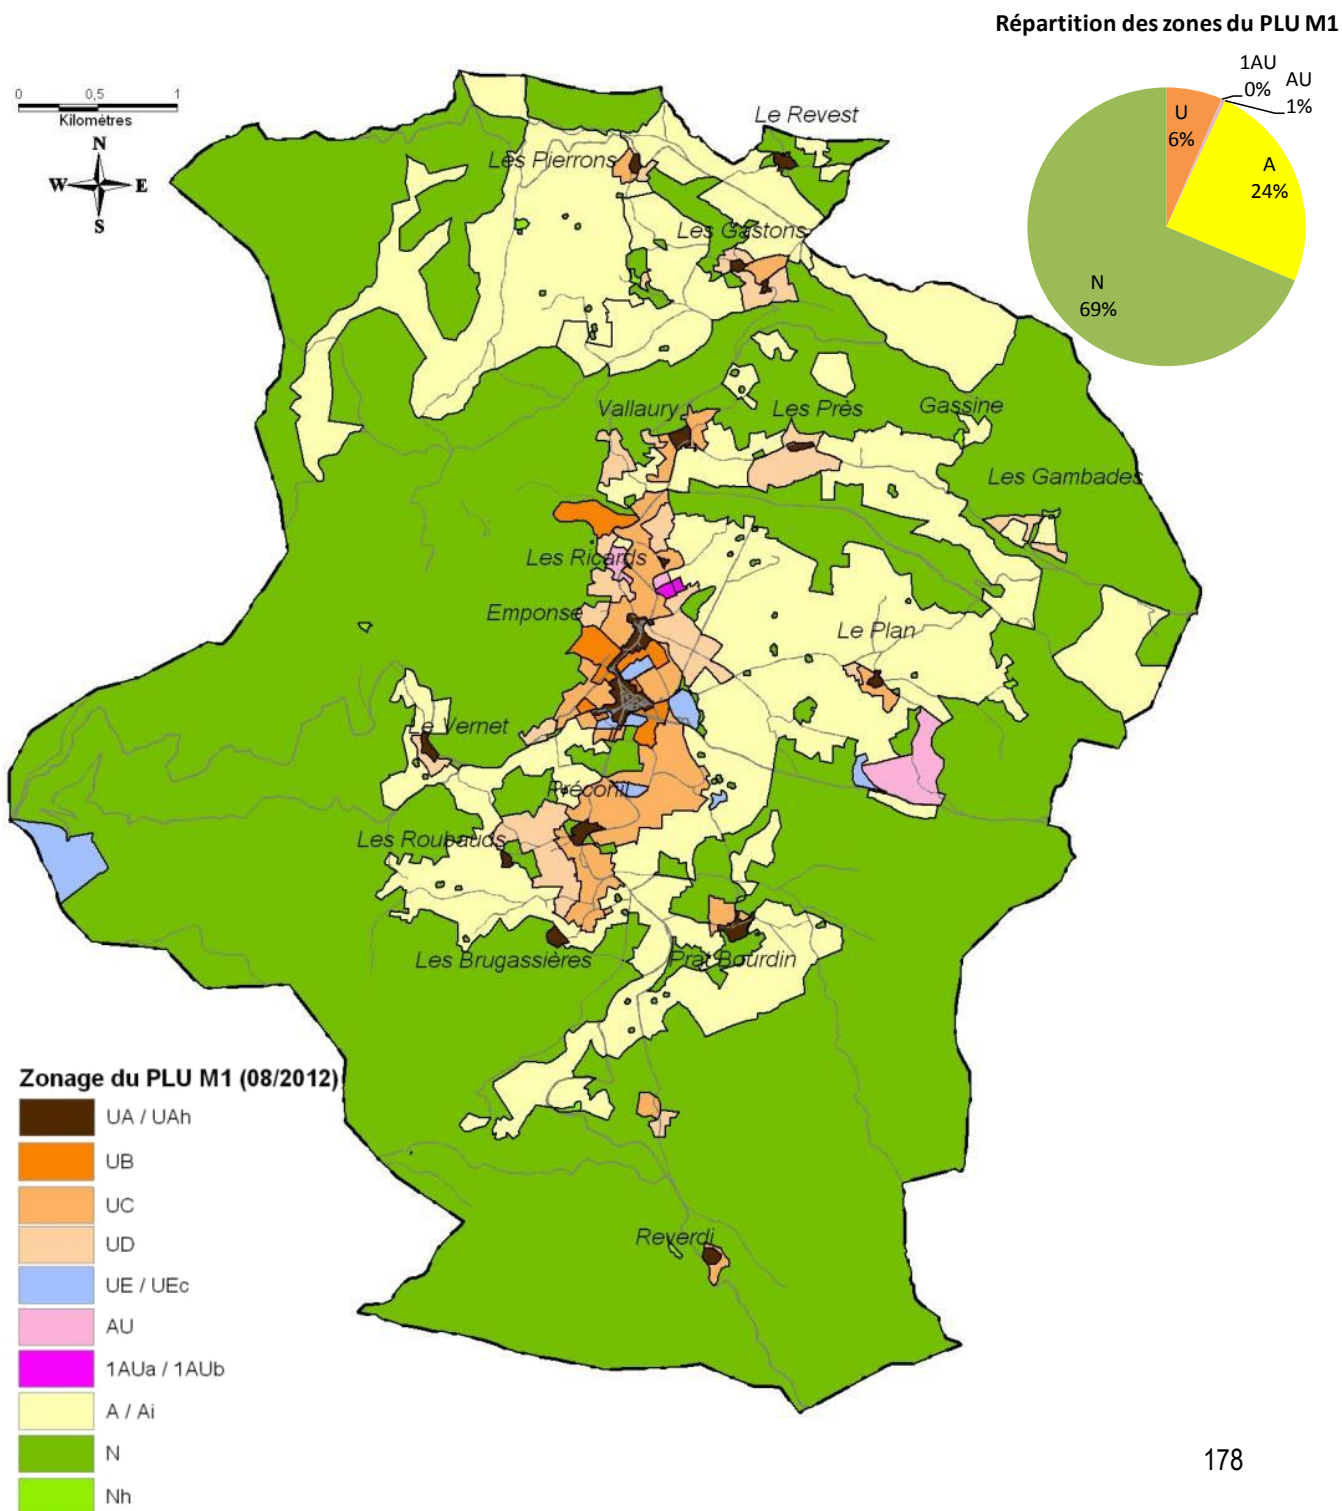 Répartition des zones du PLU M1
1AU
0%
AU
1%
U
6%
A
24%
N
69%
0 0,5 1
Kilomètres
N
W E
S
Le Revest
Les Pierrons
Les Gastons
Vallaury
Les Près
Gassine
Les Gambades
Les Ricards
Emponse
Le Plan
Le Vernet
Préconil
Les Roubauds
Les Brugassières
Prat Bourdin
Reverdi
Zonage du PLU M1 (08/2012)
UA / UAh
UB
UC
UD
UE / UEc
AU
1AUa / 1AUb
A / Ai
N
Nh
178